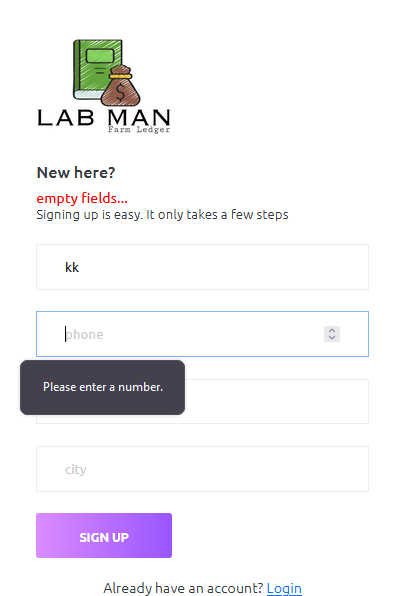 LAB MAN
Farm Ledger
New here?
empty fields...
Signing up is easy. It only takes a few steps
kk
phone
Please enter a number.
city
SIGN UP
Already have an account? Login